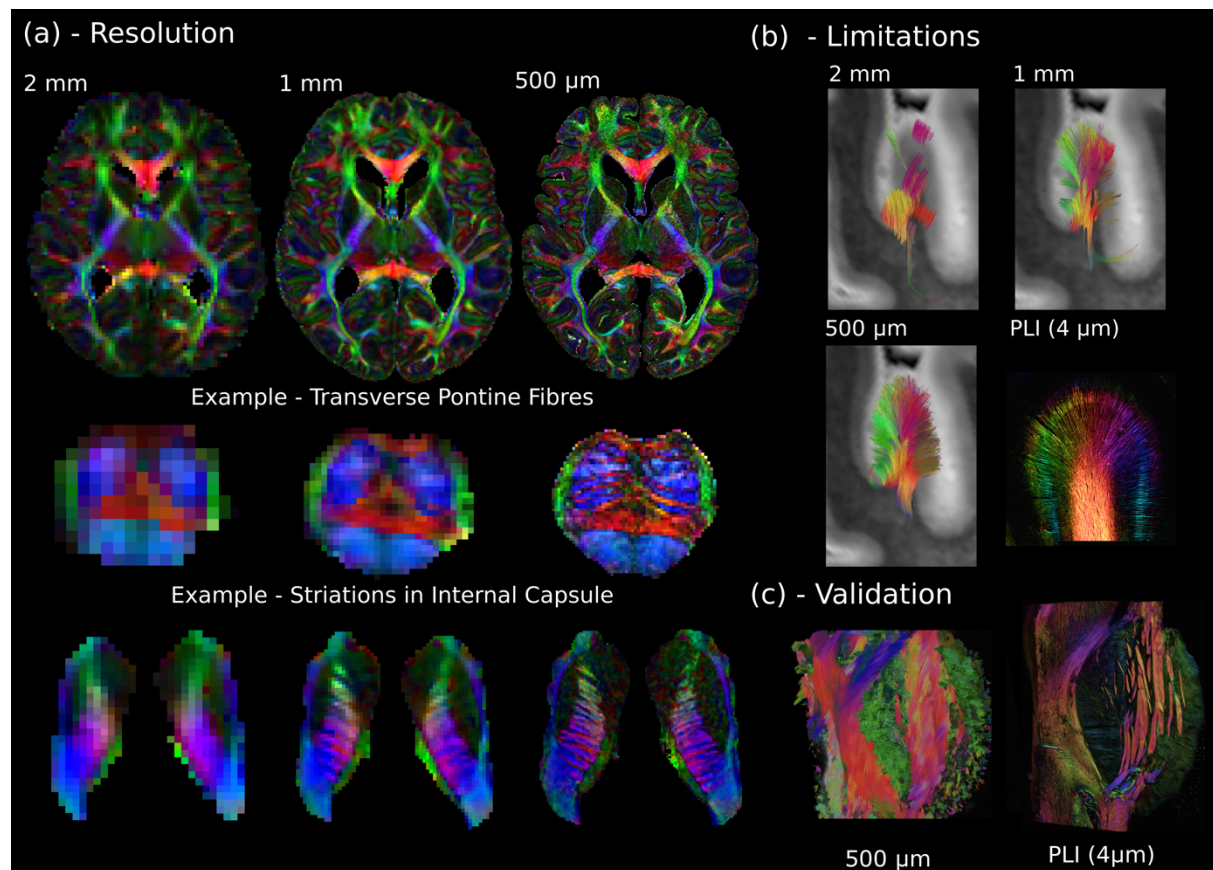 (a) - Resolution
2 mm
1 mm
500 µm
Example - Transverse Pontine Fibres
Example - Striations in Internal Capsule
(b) - Limitations
2 mm
1 mm
500 µm
PLI (4 µm)
(c) - Validation
500 µm
PLI (4µm)